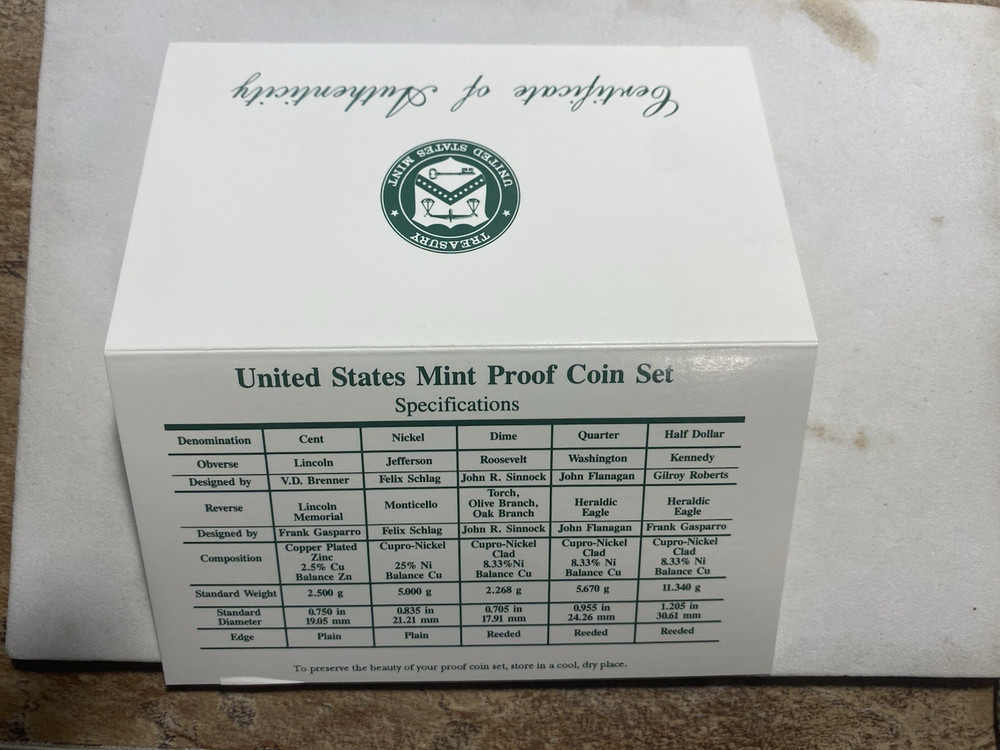 Certificate of Authenticity
UNITED STATES MINT
TREASURY
United States Mint Proof Coin Set
Specifications
Denomination Cent Nickel Dime Quarter Half Dollar
Obverse Lincoln Jefferson Roosevelt Washington Kennedy
Designed by V.D. Brenner Felix Schlag John R. Sinnock John Flanagan Gilroy Roberts
Reverse Lincoln Memorial Monticello Torch, Olive Branch, Oak Branch Heraldic Eagle Heraldic Eagle
Designed by Frank Gasparro Felix Schlag John R. Sinnock John Flanagan Frank Gasparro
Composition Copper Plated Zinc 2.5% Cu Balance Zn Cupro-Nickel 25% Ni Balance Cu Cupro-Nickel Clad 8.33%Ni Balance Cu Cupro-Nickel Clad 8.33% Ni Balance Cu Cupro-Nickel Clad 8.33% Ni Balance Cu
Standard Weight 2.500 g 5.000 g 2.268 g 5.670 g 11.340 g
Standard Diameter 0.750 in 19.05 mm 0.835 in 21.21 mm 0.705 in 17.91 mm 0.955 in 24.26 mm 1.205 in 30.61 mm
Edge Plain Plain Reeded Reeded Reeded
To preserve the beauty of your proof coin set, store in a cool, dry place.